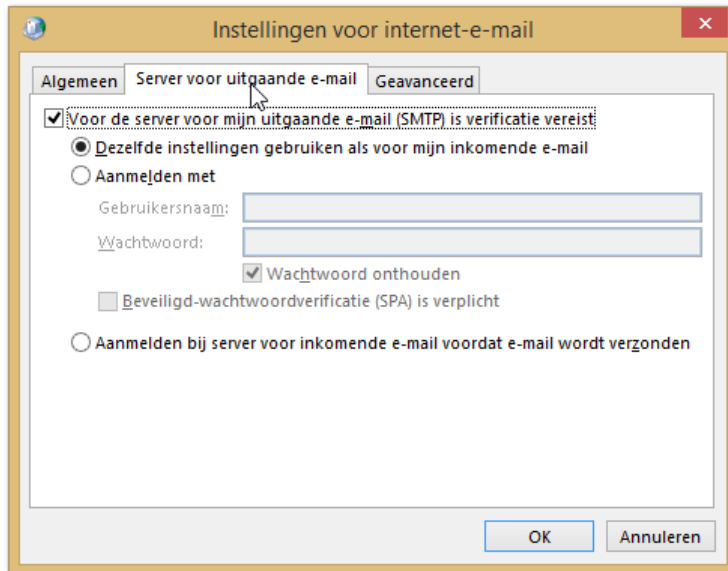 Instellingen voor internet-e-mail
Algemeen Server voor uitgaande e-mail Geavanceerd
Voor de server voor mijn uitgaande e-mail (SMTP) is verificatie vereist
Dezelfde instellingen gebruiken als voor mijn inkomende e-mail
Aanmelden met
Gebruikersnaam:
Wachtwoord:
Wachtwoord onthouden
Beveiligd-wachtwoordverificatie (SPA) is verplicht
Aanmelden bij server voor inkomende e-mail voordat e-mail wordt verzonden
OK Annuleren